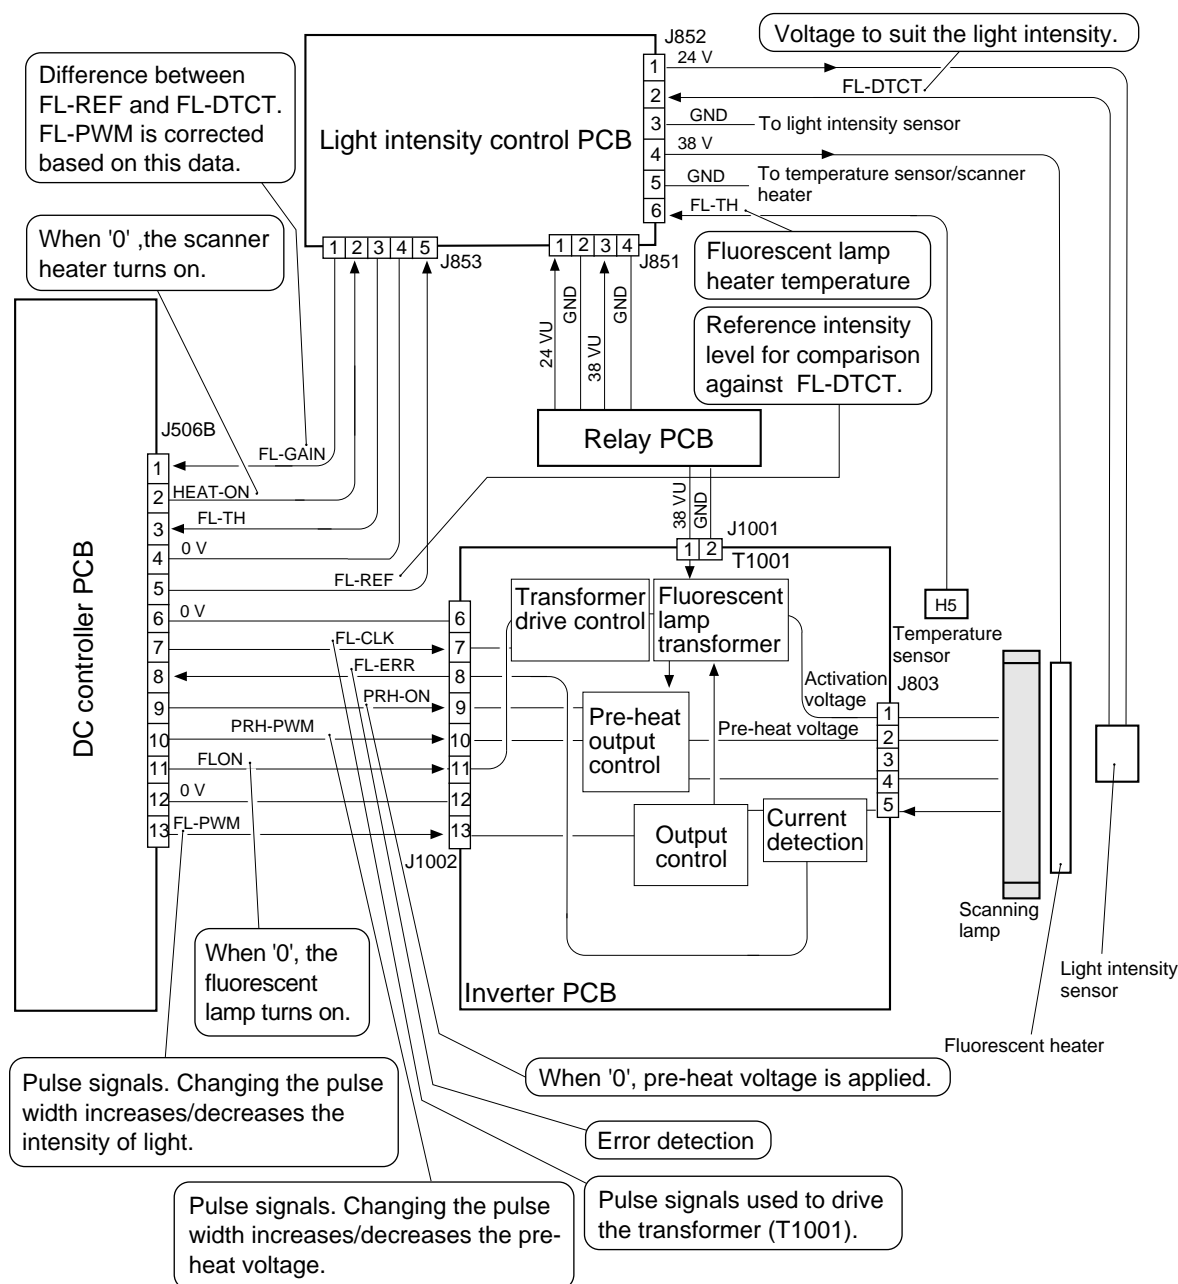 J852
24 V
Voltage to suit the light intensity.
Difference between
FL-REF and FL-DTCT.
FL-PWM is corrected
based on this data.
Light intensity control PCB
1
2
3
4
5
6
FL-DTCT
GND
To light intensity sensor
38 V
GND
To temperature sensor/scanner
heater
FL-TH
When '0' ,the scanner
heater turns on.
1 2 3 4 5
J853
1 2 3 4
J851
Fluorescent lamp
heater temperature
24 VU
GND
38 VU
GND
Reference intensity
level for comparison
against FL-DTCT.
Relay PCB
38 VU
GND
J1001
1 2
T1001
J506B
DC controller PCB
1
2
3
4
5
6
7
8
9
10
11
12
13
FL-GAIN
HEAT-ON
FL-TH
0 V
FL-REF
0 V
FL-CLK
FL-ERR
PRH-ON
PRH-PWM
FLON
0 V
FL-PWM
6
7
8
9
10
11
12
13
J1002
Transformer
drive control
Fluorescent
lamp
transformer
H5
Temperature
sensor
Activation
voltage
J803
Pre-heat
output
control
Pre-heat voltage
1
2
3
4
5
Output
control
Current
detection
Inverter PCB
Scanning
lamp
Light intensity
sensor
Fluorescent heater
When '0', the
fluorescent
lamp turns on.
Pulse signals. Changing the pulse
width increases/decreases the
intensity of light.
When '0', pre-heat voltage is applied.
Error detection
Pulse signals. Changing the pulse
width increases/decreases the pre-
heat voltage.
Pulse signals used to drive
the transformer (T1001).